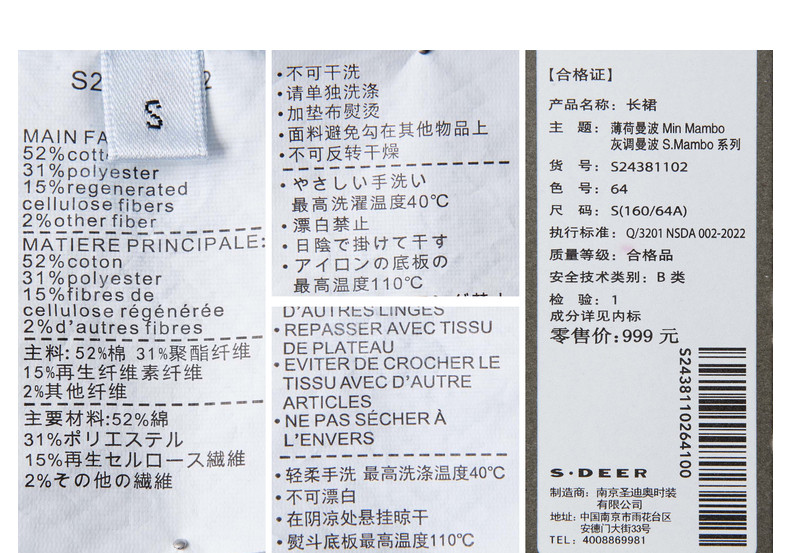 S2
2
S
MAIN FA
52%cott
31%polyester
15%regenerated
cellulose fibers
2%other fiber
MATIERE PRINCIPALE:
52%coton
31%polyester
15%fibres de
cellulose régénérée
2%d'autres fibres
主料: 52%棉 31%聚酯纤维
15%再生纤维素纤维
2%其他纤维
主要材料:52%綿
31%ポリエステル
15%再生セルロース繊維
2%その他の繊維
•不可干洗
•请单独洗涤
•加垫布熨烫
•面料避免勾在其他物品上
•不可反转干燥
•やさしい手洗い
最高洗濯温度40℃
•漂白禁止
•日陰で掛けて干す
•アイロンの底板の
最高温度110℃
D'AUTRES LINGES
•REPASSER AVEC TISSU
DE PLATEAU
•EVITER DE CROCHER LE
TISSU AVEC D'AUTRE
ARTICLES
•NE PAS SÉCHER À
L'ENVERS
•轻柔手洗 最高洗涤温度40℃
•不可漂白
•在阴凉处悬挂晾干
•熨斗底板最高温度110℃
【合格证】
产品名称: 长裙
主 题: 薄荷曼波 Min Mambo
灰调曼波 S.Mambo 系列
货 号: S24381102
色 号: 64
尺 码: S(160/64A)
执行标准: Q/3201 NSDA 002-2022
质量等级: 合格品
安全技术类别: B 类
检 验: 1
成分详见内标
零售价: 999 元
S2438110264100
S·DEER
制造商: 南京圣迪奥时装
有限公司
地址: 中国南京市雨花台区
安德门大街33号
TEL: 4008869981